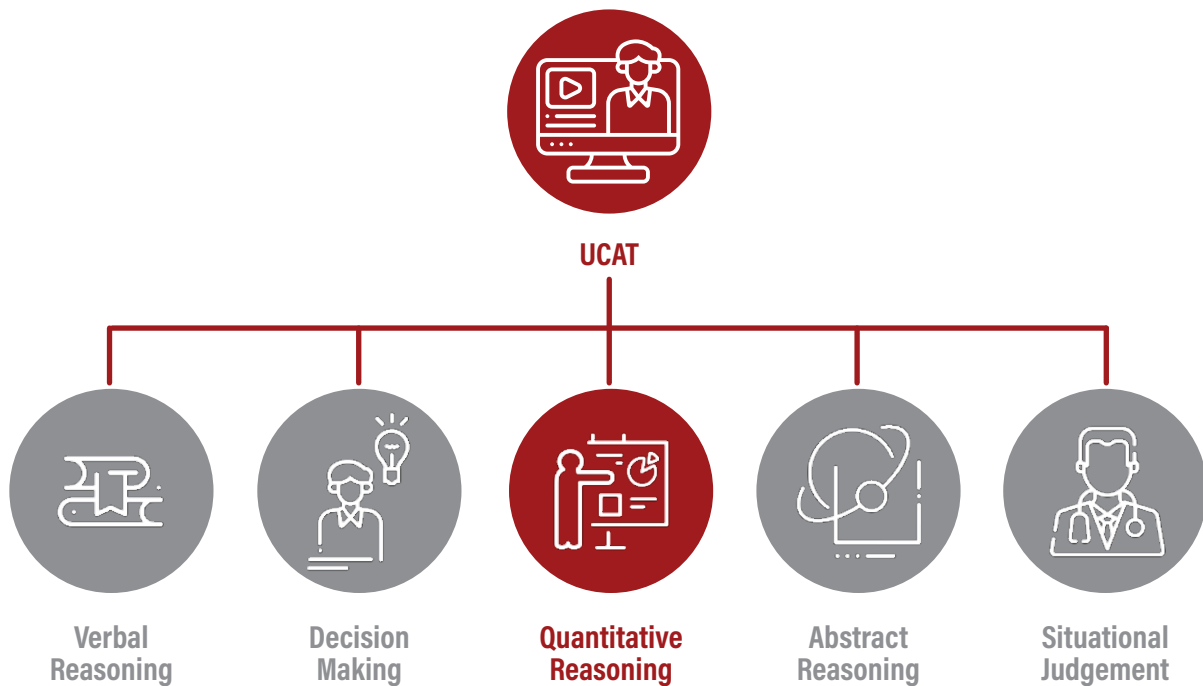 UCAT
Verbal
Reasoning
Decision
Making
Quantitative
Reasoning
Abstract
Reasoning
Situational
Judgement